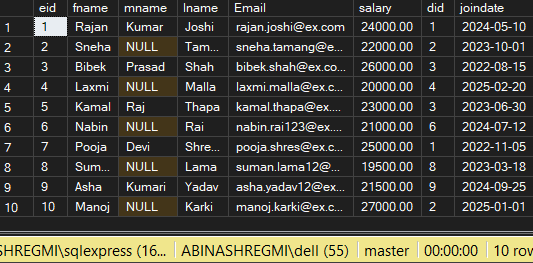 eid fname mname lname Email salary did joindate
1 1 Rajan Kumar Joshi rajan.joshi@ex.com 24000.00 1 2024-05-10
2 2 Sneha NULL Tam... sneha.tamang@e... 22000.00 2 2023-10-01
3 3 Bibek Prasad Shah bibek.shah@ex.co... 26000.00 3 2022-08-15
4 4 Laxmi NULL Malla laxmi.malla@ex.c... 20000.00 4 2025-02-20
5 5 Kamal Raj Thapa kamal.thapa@ex.... 23000.00 3 2023-06-30
6 6 Nabin NULL Rai nabin.rai123@ex.... 21000.00 6 2024-07-12
7 7 Pooja Devi Shre... pooja.shres@ex.c... 25000.00 1 2022-11-05
8 8 Sum... NULL Lama suman.lama12@... 19500.00 8 2023-03-18
9 9 Asha Kumari Yadav asha.yadav12@ex... 21500.00 9 2024-09-25
10 10 Manoj NULL Karki manoj.karki@ex.c... 27000.00 2 2025-01-01
SHREGMI\sqlexpress (16... ABINASHREGMI\dell (55) master 00:00:00 10 row